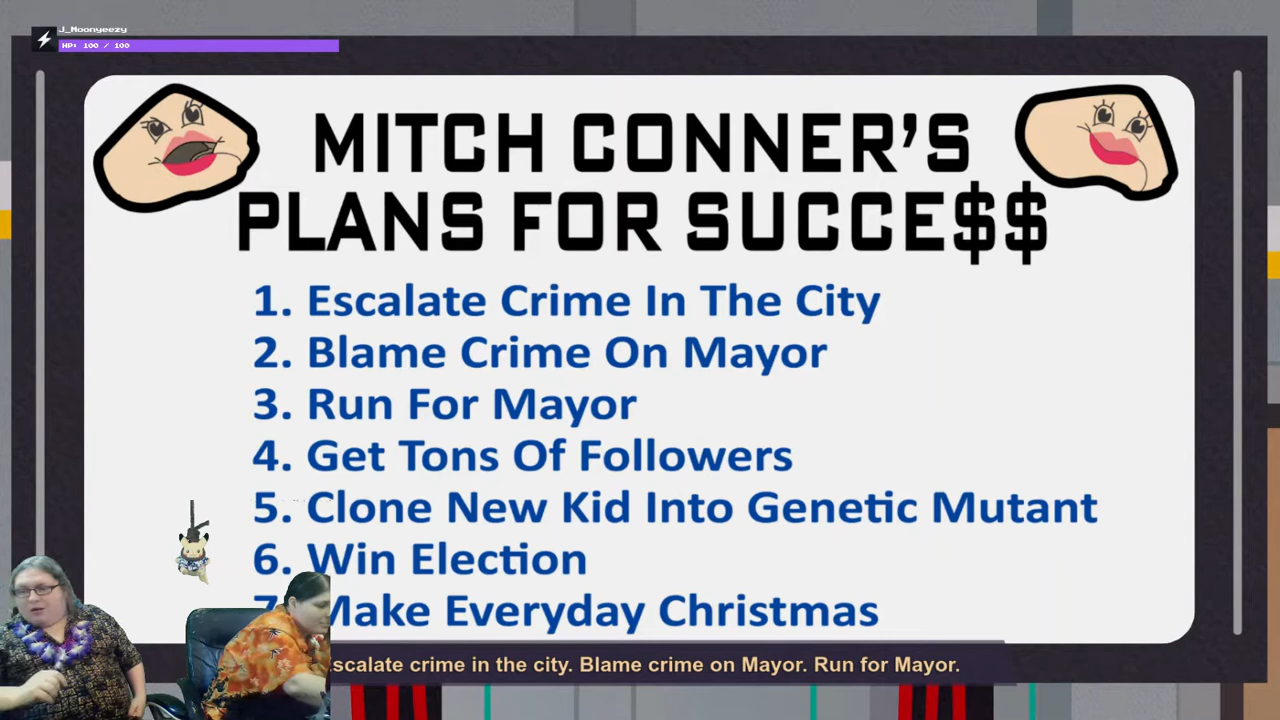 J_Moonyeezy
HP: 100 / 100
MITCH CONNER'S
PLANS FOR SUCCE$$
1. Escalate Crime In The City
2. Blame Crime On Mayor
3. Run For Mayor
4. Get Tons Of Followers
5. Clone New Kid Into Genetic Mutant
6. Win Election
7. Make Everyday Christmas
scalate crime in the city. Blame crime on Mayor. Run for Mayor.